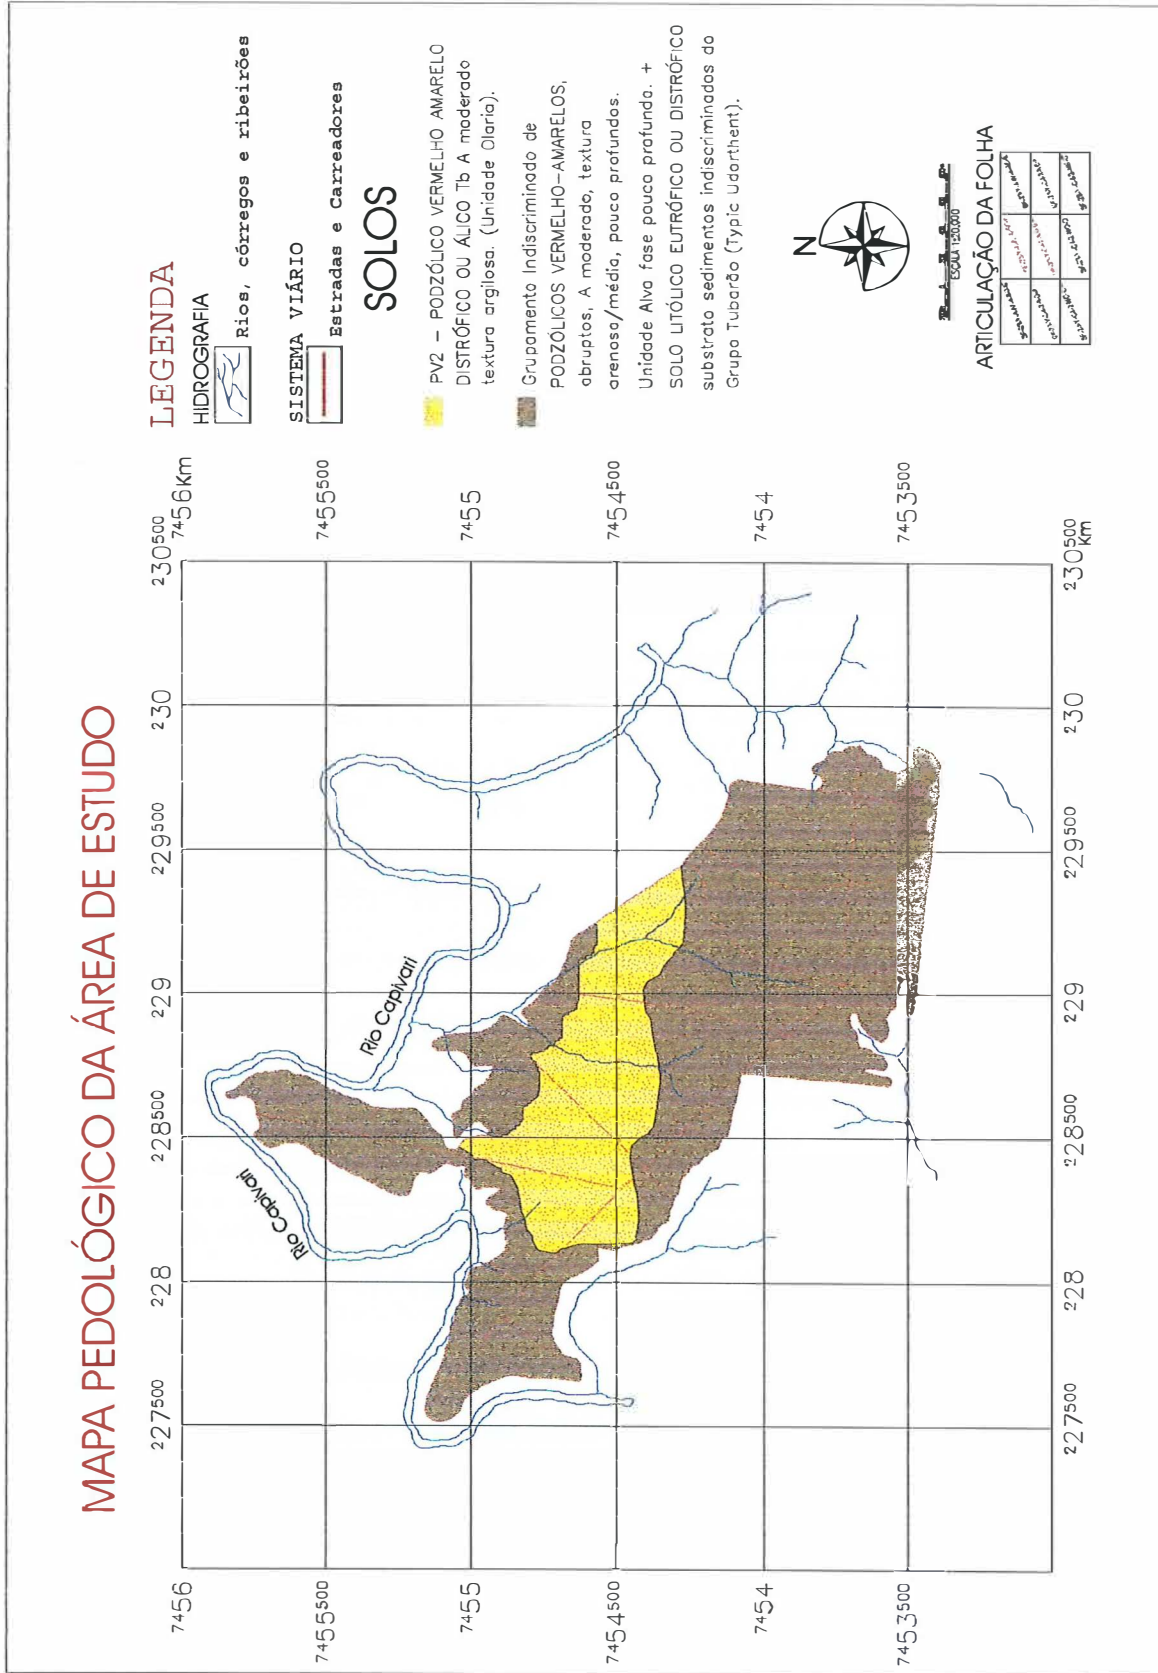 MAPA PEDOLÓGICO DA ÁREA DE ESTUDO
227500
228
228500
229
229500
230
230500
7456
7456Km
7455500
7455500
7455
7455
7454500
7454500
7454
7454
7453500
7453500
227500
228
228500
229
229500
230
230500
Km
Rio Capivari
Rio Capivari
LEGENDA
HIDROGRAFIA
Rios, córregos e ribeirões
SISTEMA VIÁRIO
Estradas e Carreadores
SOLOS
PV2 - PODZÓLICO VERMELHO AMARELO
DISTRÓFICO OU ÁLICO Tb A moderado
textura argilosa. (Unidade Olaria).
Grupamento Indiscriminado de
PODZÓLICOS VERMELHO-AMARELOS,
abruptos, A moderado, textura
arenosa/média, pouco profundos.
Unidade Alva fase pouco profunda. +
SOLO LITÓLICO EUTRÓFICO OU DISTRÓFICO
substrato sedimentos indiscriminados do
Grupo Tubarão (Typic Udorthent).
N
ESCALA 1:20.000
ARTICULAÇÃO DA FOLHA